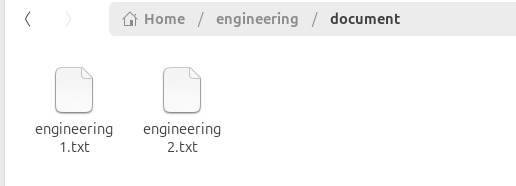 Home / engineering / document
engineering 1.txt
engineering 2.txt